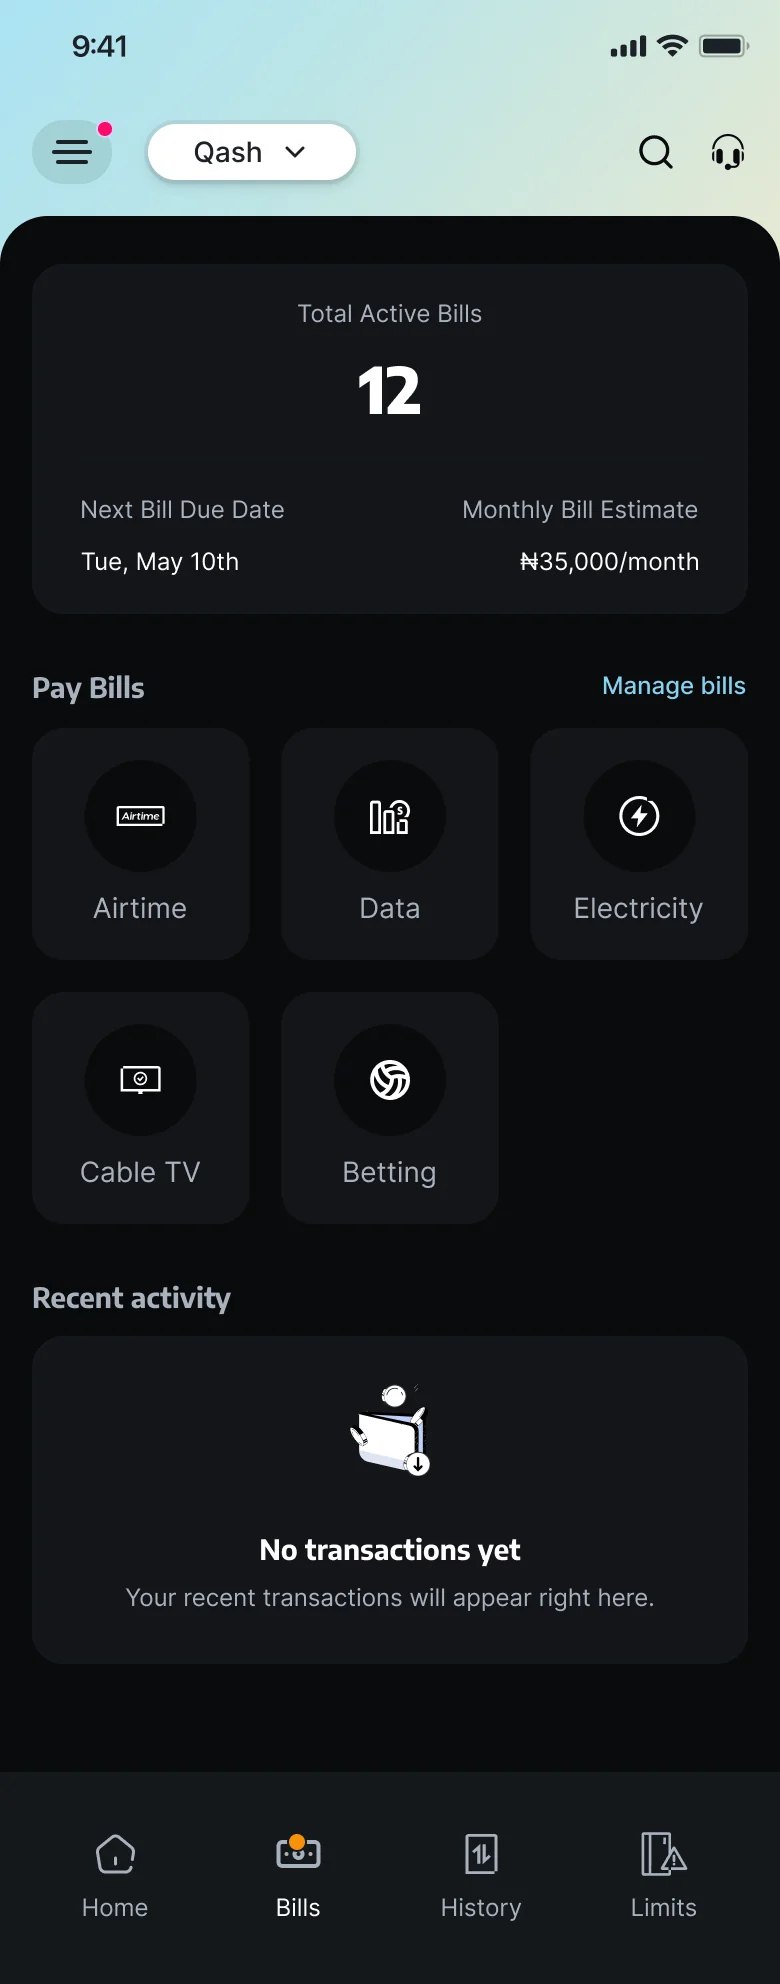 9:41
Qash
Total Active Bills
12
Next Bill Due Date
Monthly Bill Estimate
Tue, May 10th
₦35,000/month
Pay Bills
Manage bills
Airtime
$
Airtime
Data
Electricity
Cable TV
Betting
Recent activity
No transactions yet
Your recent transactions will appear right here.
Home
Bills
History
Limits